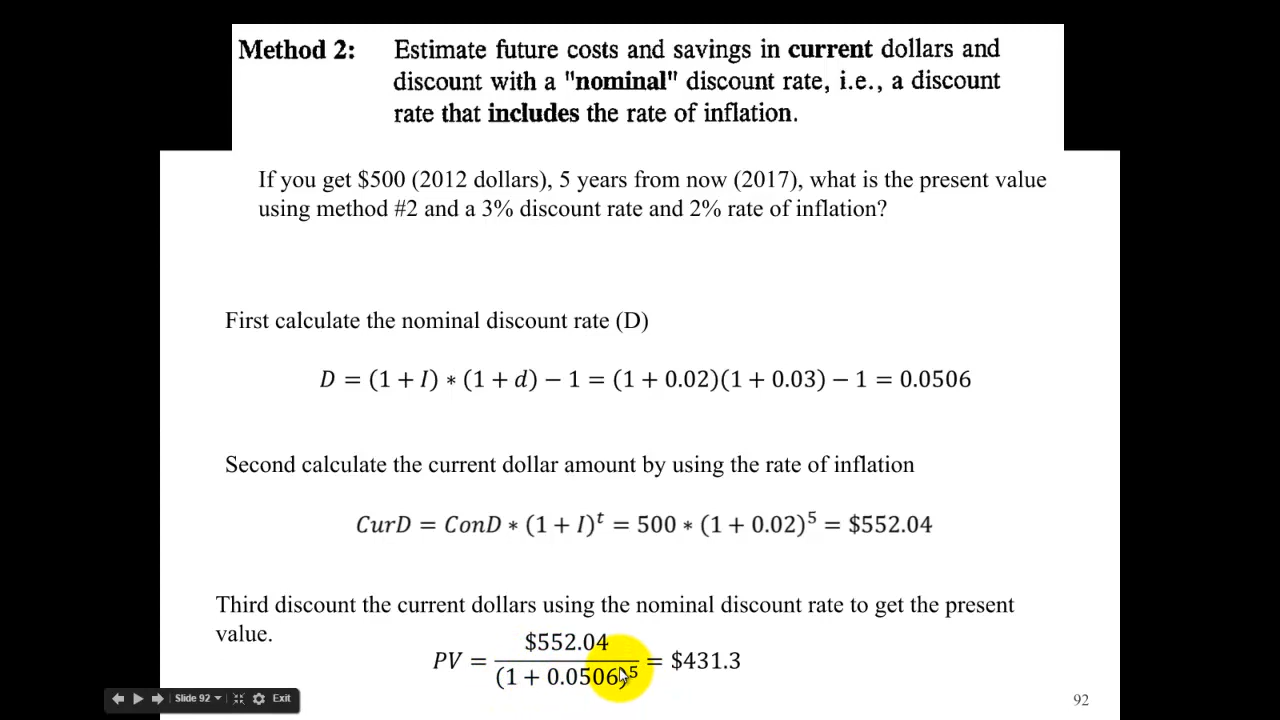 Method 2: Estimate future costs and savings in current dollars and
discount with a "nominal" discount rate, i.e., a discount
rate that includes the rate of inflation.
If you get $500 (2012 dollars), 5 years from now (2017), what is the present value
using method #2 and a 3% discount rate and 2% rate of inflation?
First calculate the nominal discount rate (D)
D = (1 + I) ∗ (1 + d) − 1 = (1 + 0.02)(1 + 0.03) − 1 = 0.0506
Second calculate the current dollar amount by using the rate of inflation
CurD = ConD ∗ (1 + I)^t = 500 ∗ (1 + 0.02)^5 = $552.04
Third discount the current dollars using the nominal discount rate to get the present
value.
$552.04
PV = = $431.3
(1 + 0.0506)^5
Slide 92 Exit
92